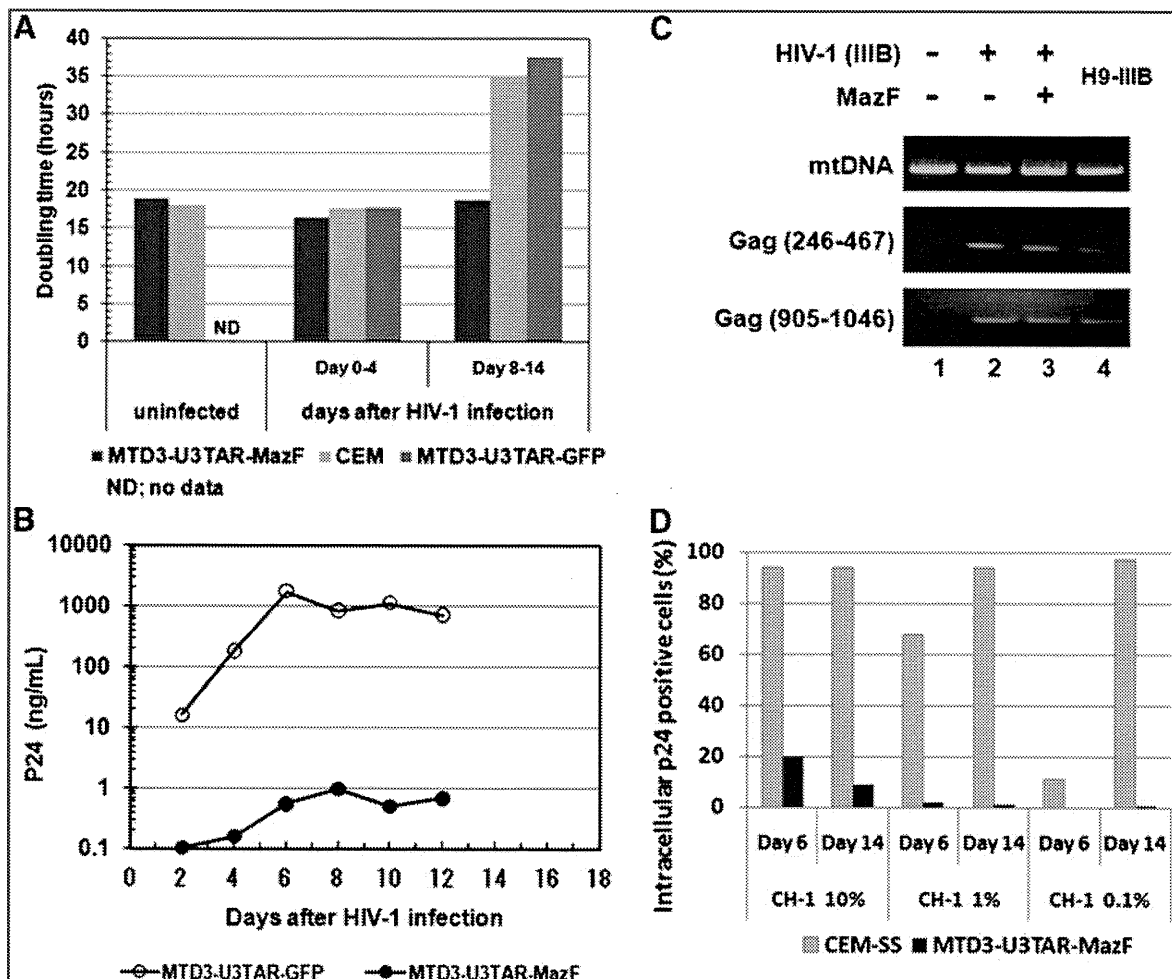 A
40
35
30
25
20
15
10
5
0
Doubling time (hours)
ND
Day 0-4
Day 8-14
uninfected
days after HIV-1 infection
MTD3-U3TAR-MazF CEM MTD3-U3TAR-GFP
ND; no data
C
HIV-1 (IIIB) - + + H9-IIIB
MazF - - +
mtDNA
Gag (246-467)
Gag (905-1046)
1 2 3 4
B
10000
1000
100
10
1
0.1
P24 (ng/mL)
0 2 4 6 8 10 12 14 16 18
Days after HIV-1 infection
MTD3-U3TAR-GFP MTD3-U3TAR-MazF
D
100
80
60
40
20
0
Intracellular p24 positive cells (%)
Day 6 Day 14 Day 6 Day 14 Day 6 Day 14
CH-1 10% CH-1 1% CH-1 0.1%
CEM-SS MTD3-U3TAR-MazF